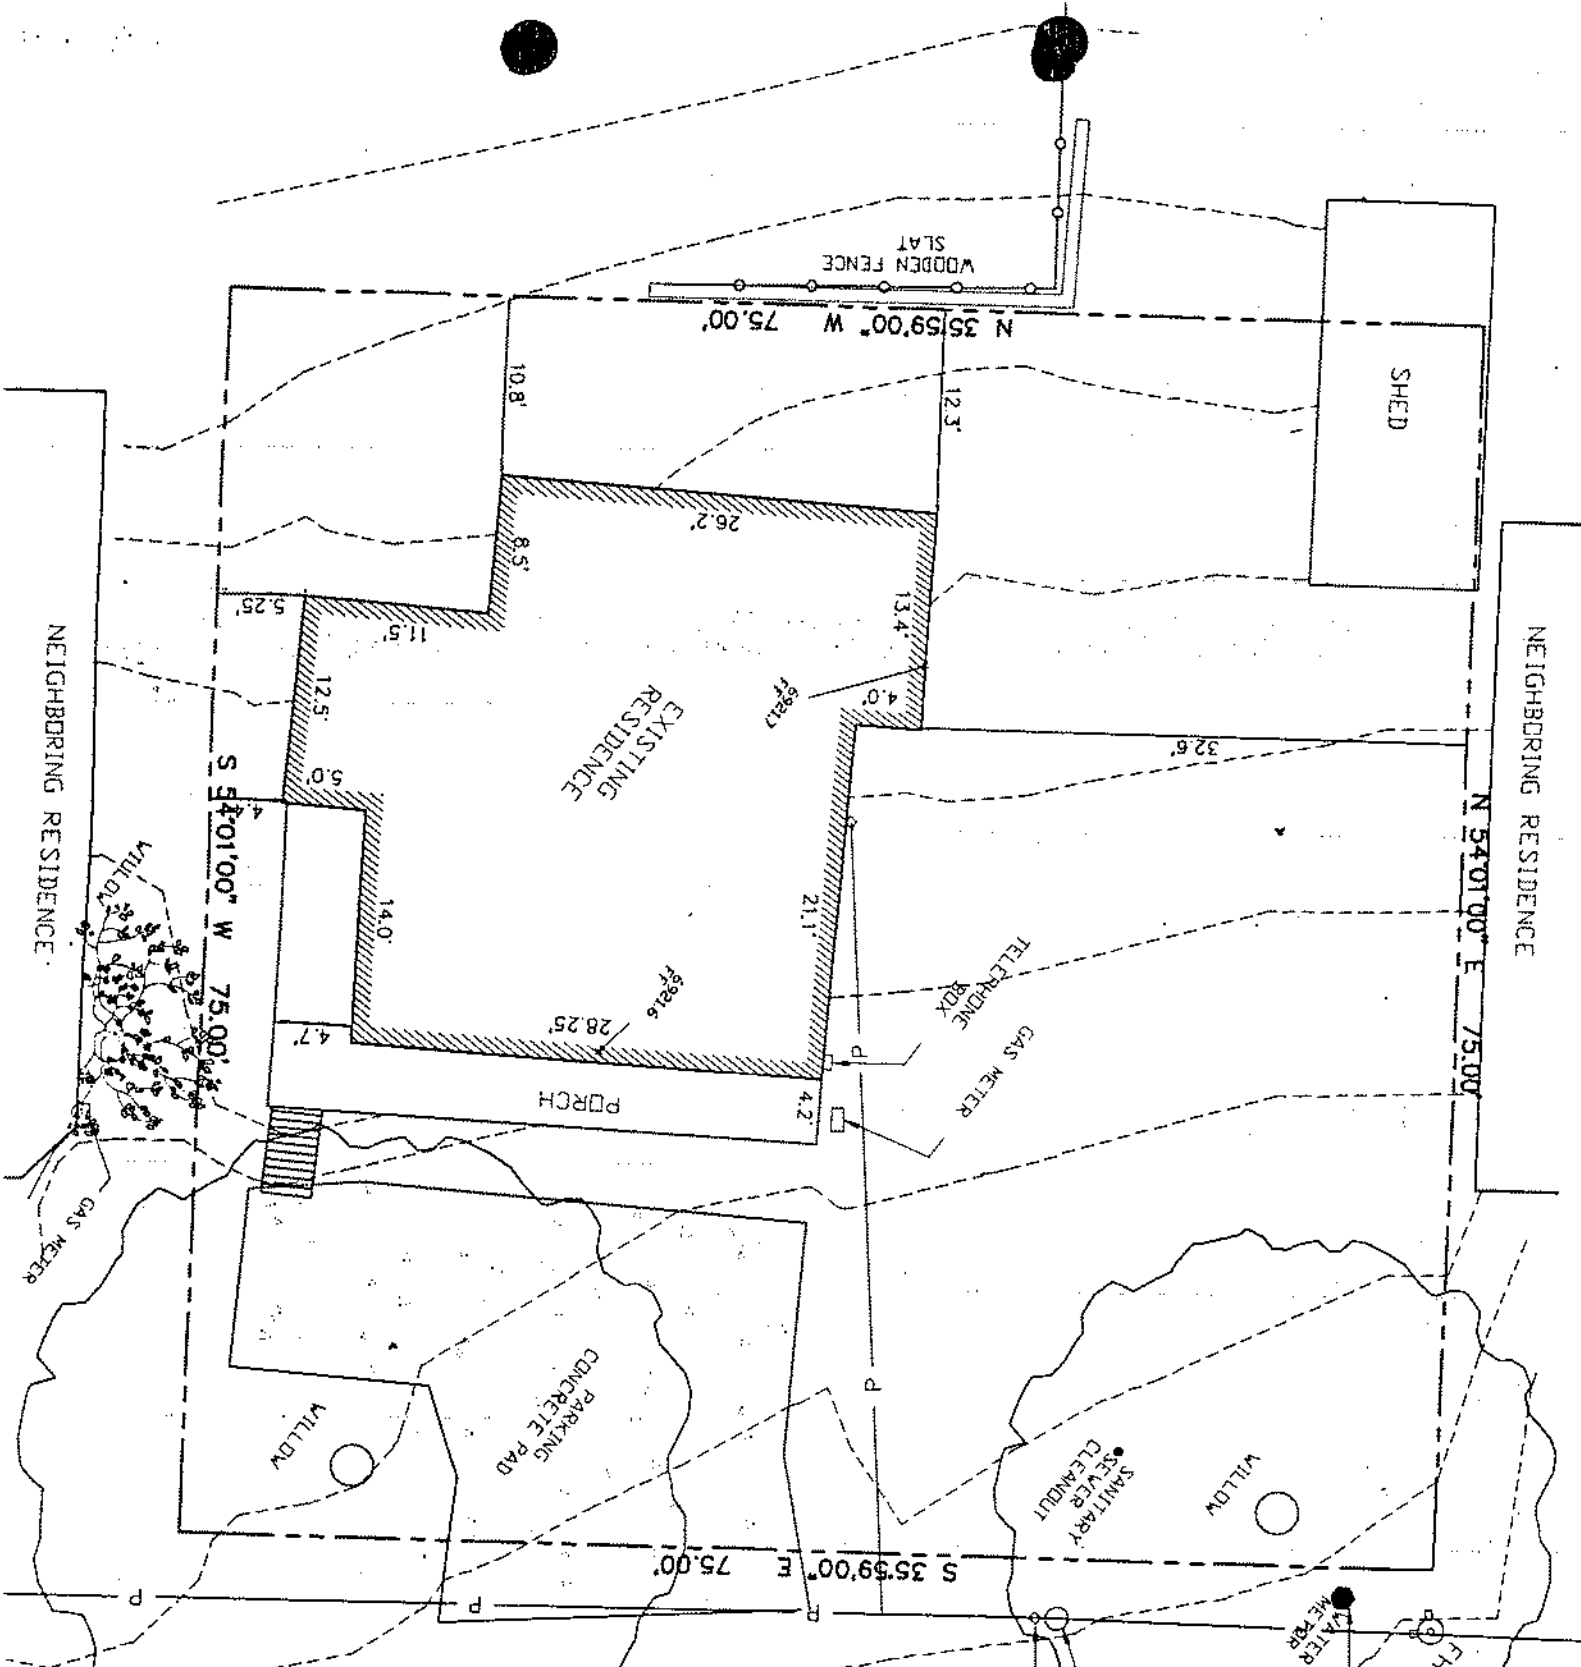 WOODEN FENCE
SLAT
N 35°59'00" W 75.00'
10.8'
12.3'
SHED
26.2'
8.5'
5.25'
11.5'
13.4'
4.0'
FF
6921.7
12.5'
5.0'
EXISTING
RESIDENCE
32.6'
NEIGHBORING RESIDENCE
NEIGHBORING RESIDENCE
S 54°01'00" W 75.00'
4.4'
N 54°01'00" E 75.00'
WILLOW
14.0'
21.1'
TELEPHONE
BOX
GAS METER
FF
6921.6
28.25'
4.7'
PORCH
4.2'
P
GAS METER
P
PARKING
CONCRETE PAD
WILLOW
SANITARY
SEWER
CLEANOUT
WILLOW
S 35°59'00" E 75.00'
P
P
P
WATER
FH